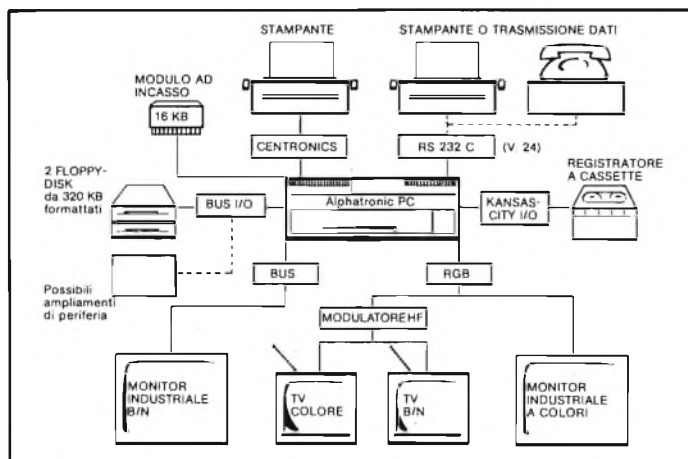 STAMPANTE
STAMPANTE O TRASMISSIONE DATI
MODULO AD
INCASSO
16 KB
CENTRONICS
RS 232 C
(V. 24)
2 FLOPPY-
DISK
da 320 KB
formattati
BUS I/O
Alphatronic PC
KANSAS-
CITY I/O
REGISTRATORE
A CASSETTE
Possibili
ampliamenti
di periferia
BUS
RGB
MODULATORE HF
MONITOR
INDUSTRIALE
B/N
TV
COLORE
TV
B/N
MONITOR
INDUSTRIALE
A COLORI